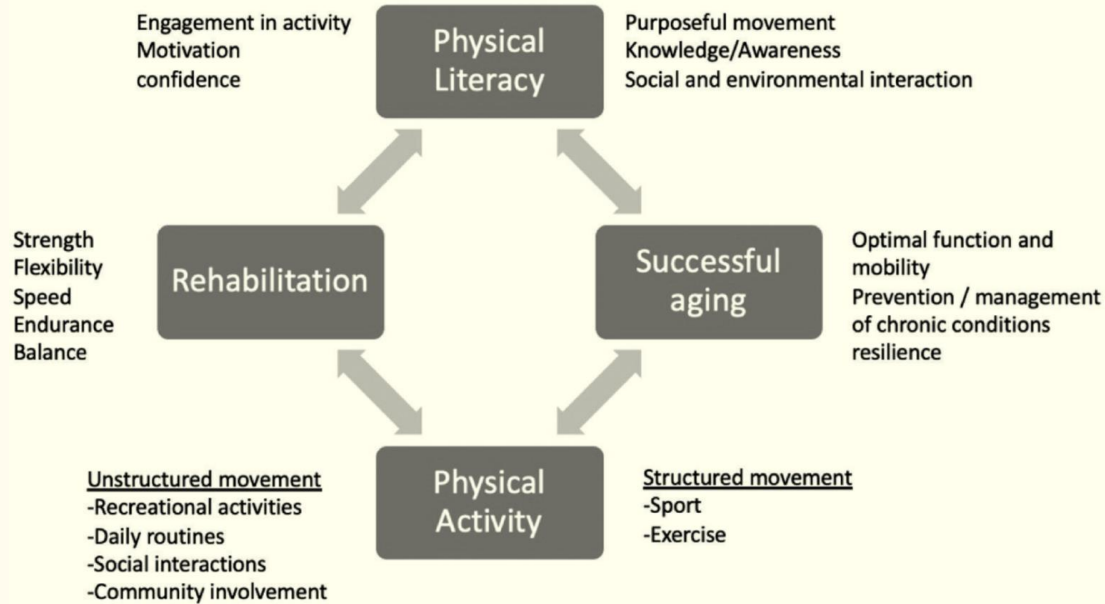 Engagement in activity
Motivation
confidence
Physical
Literacy
Purposeful movement
Knowledge/Awareness
Social and environmental interaction
Strength
Flexibility
Speed
Endurance
Balance
Rehabilitation
Successful
aging
Optimal function and
mobility
Prevention / management
of chronic conditions
resilience
Unstructured movement
-Recreational activities
-Daily routines
-Social interactions
-Community involvement
Physical
Activity
Structured movement
-Sport
-Exercise